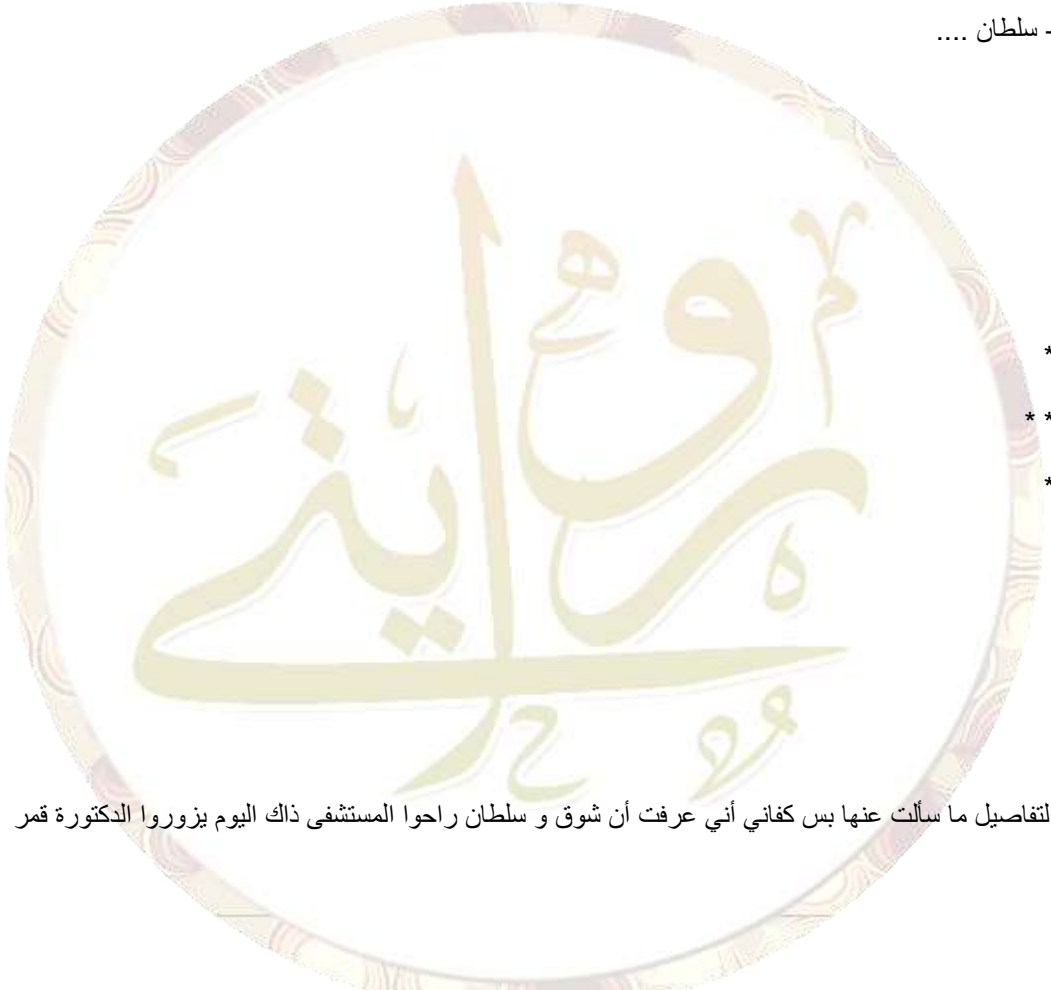 - سلطان ....
*
* *
*
لتفاصيل ما سألت عنها بس كفاني أني عرفت أن شوق و سلطان راحوا المستشفى ذاك اليوم يزوروا الدكتورة قمر
روايتي